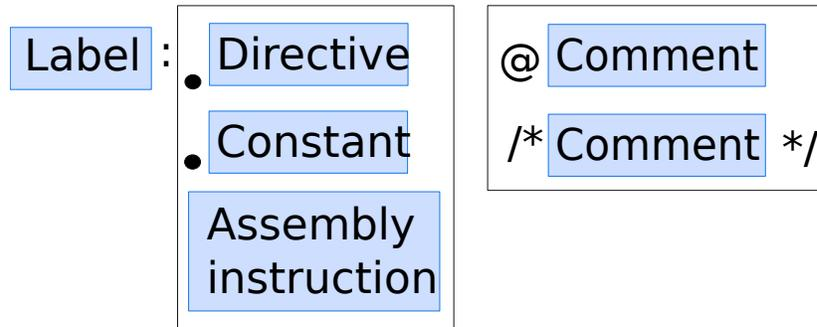 Label :
. Directive
. Constant
Assembly
instruction
@ Comment
/* Comment */